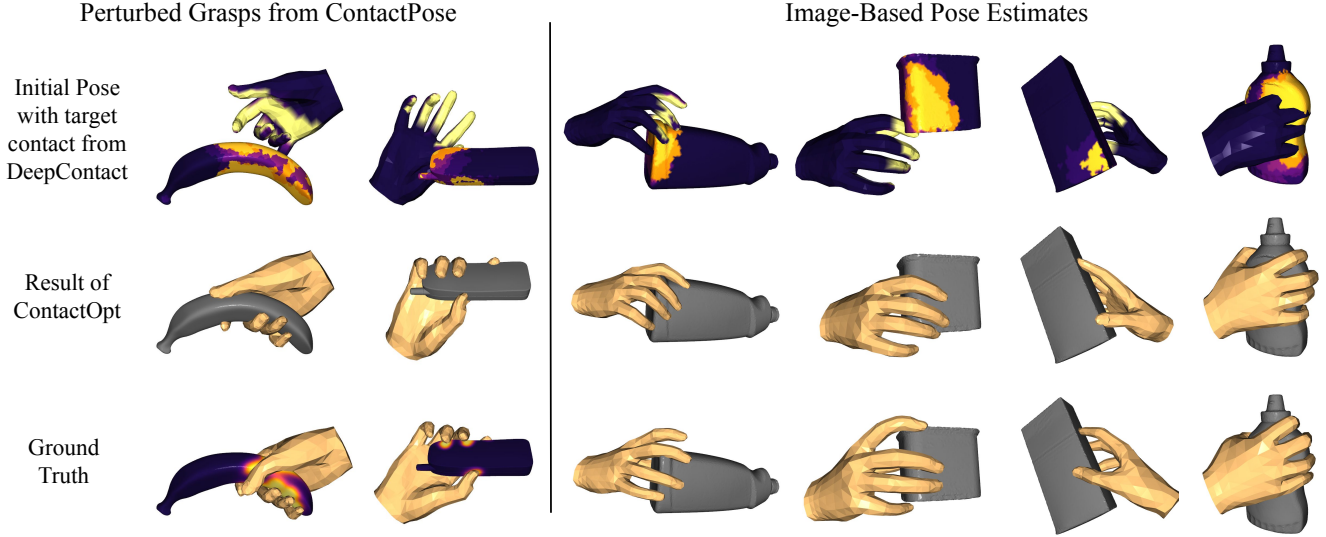 Perturbed Grasps from ContactPose
Image-Based Pose Estimates
Initial Pose
with target
contact from
DeepContact
Result of
ContactOpt
Ground
Truth